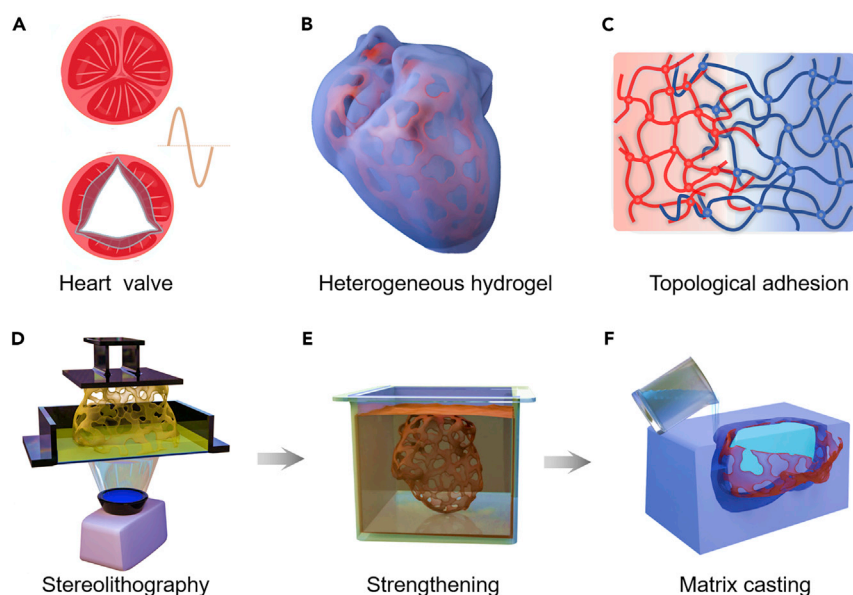 A
B
C
Heart valve
Heterogeneous hydrogel
Topological adhesion
D
E
F
Stereolithography
Strengthening
Matrix casting